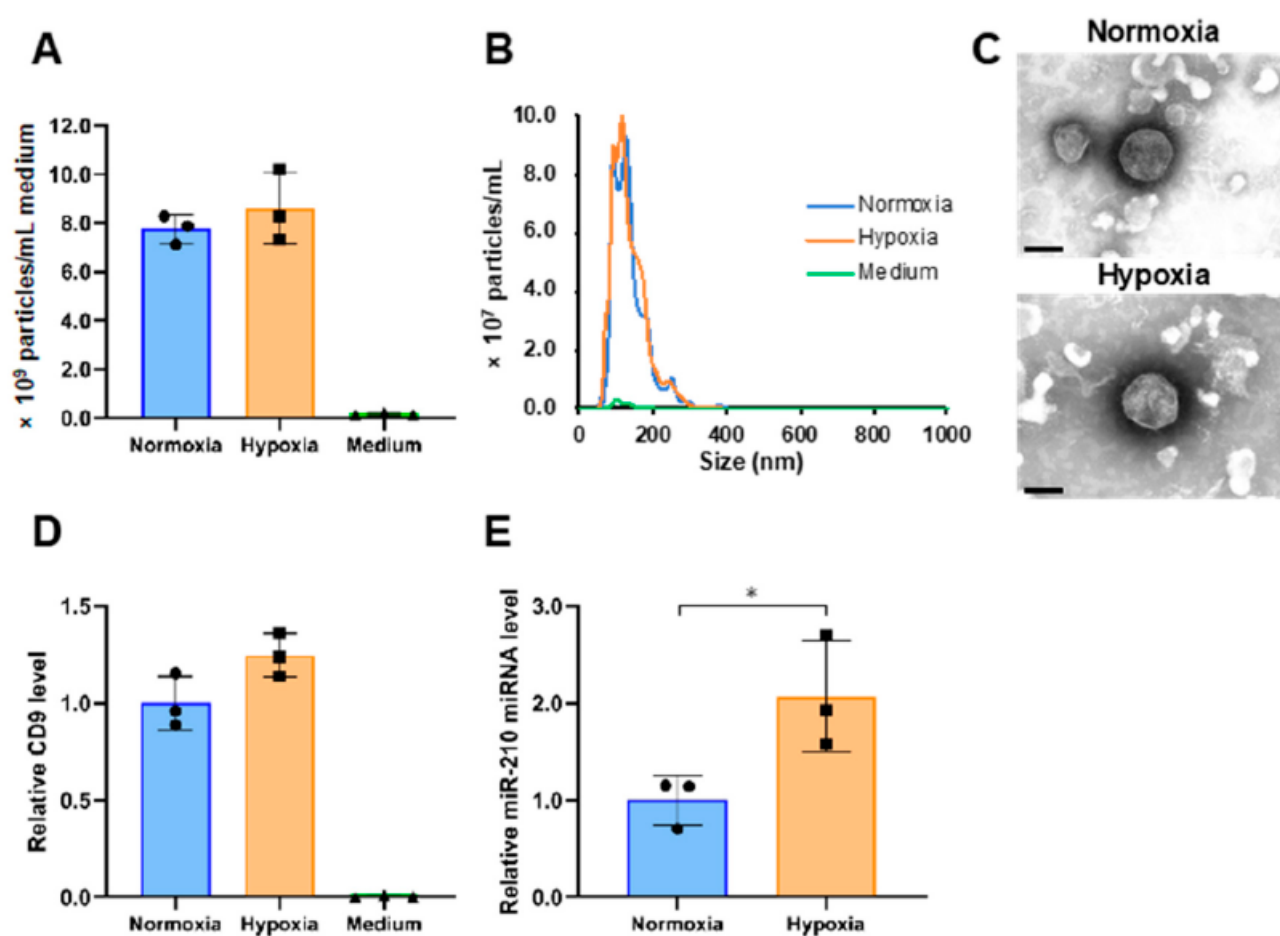 A
× 10⁹ particles/mL medium
12.0
10.0
8.0
6.0
4.0
2.0
0.0
Normoxia Hypoxia Medium
B
× 10⁷ particles/mL
10.0
8.0
6.0
4.0
2.0
0.0
0 200 400 600 800 1000
Size (nm)
Normoxia
Hypoxia
Medium
C
Normoxia
Hypoxia
D
Relative CD9 level
1.5
1.0
0.5
0.0
Normoxia Hypoxia Medium
E
Relative miR-210 miRNA level
3.0
2.0
1.0
0.0
*
Normoxia Hypoxia